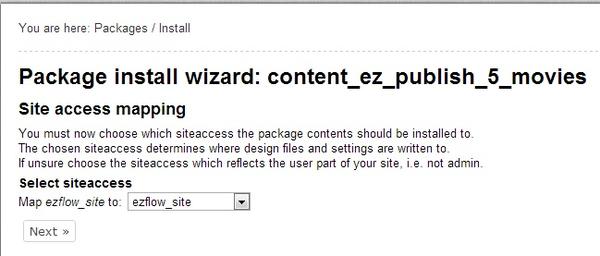 You are here: Packages / Install
Package install wizard: content_ez_publish_5_movies
Site access mapping
You must now choose which siteaccess the package contents should be installed to.
The chosen siteaccess determines where design files and settings are written to.
If unsure choose the siteaccess which reflects the user part of your site, i.e. not admin.
Select siteaccess
Map ezflow_site to: ezflow_site
Next »